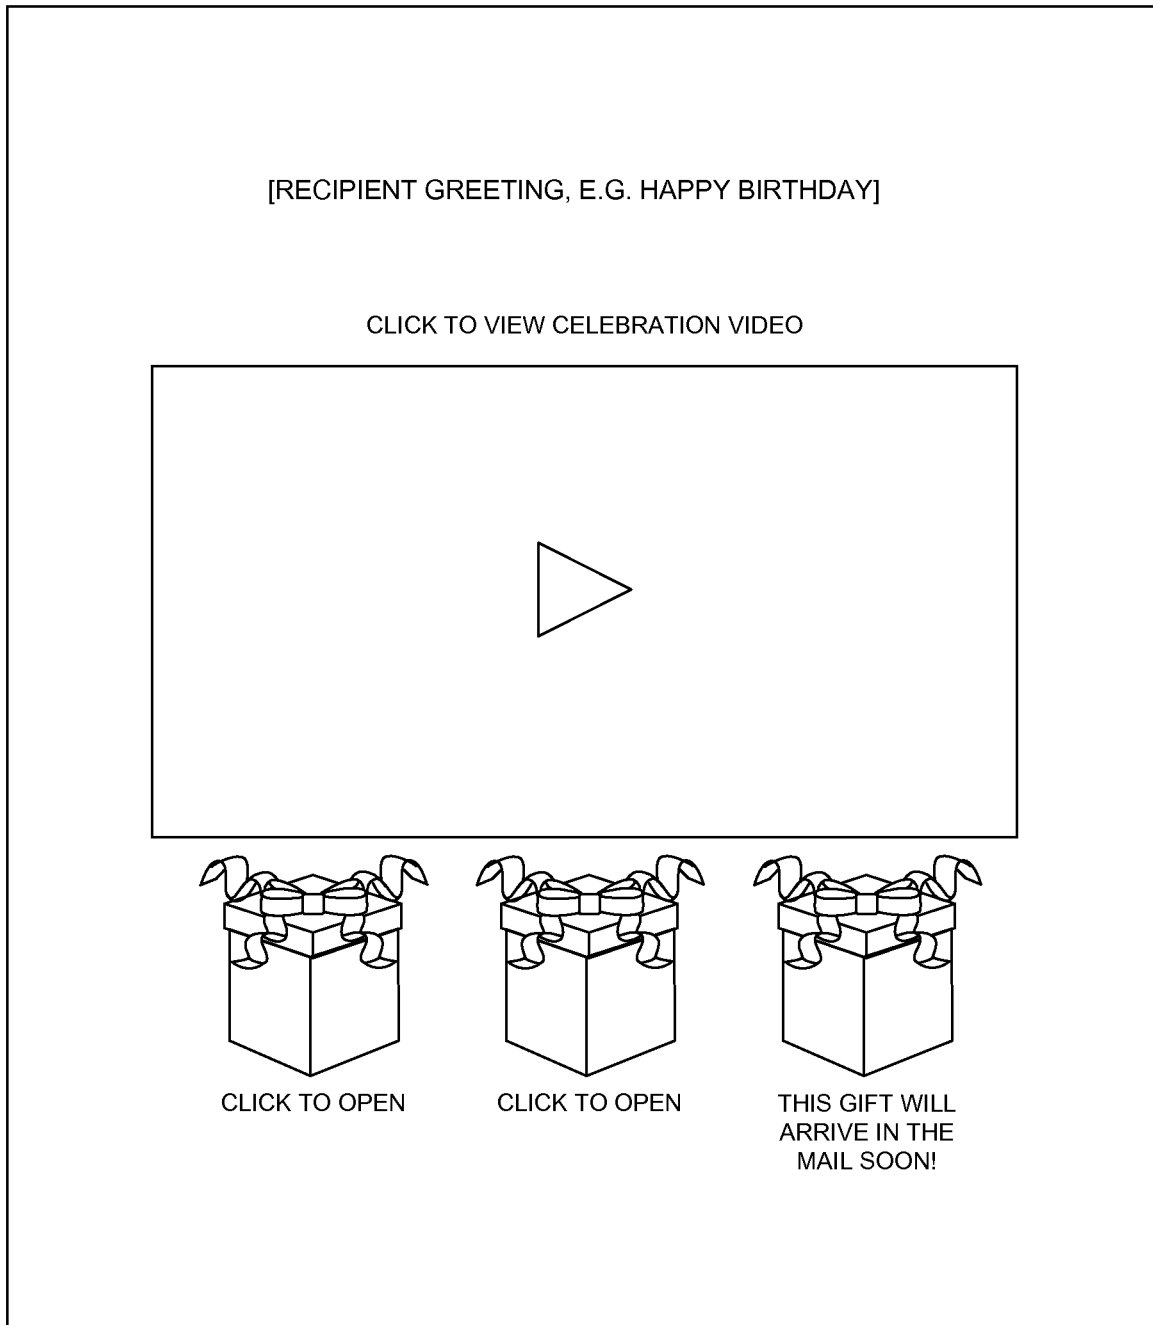 [RECIPIENT GREETING, E.G. HAPPY BIRTHDAY]
CLICK TO VIEW CELEBRATION VIDEO
CLICK TO OPEN
CLICK TO OPEN
THIS GIFT WILL
ARRIVE IN THE
MAIL SOON!